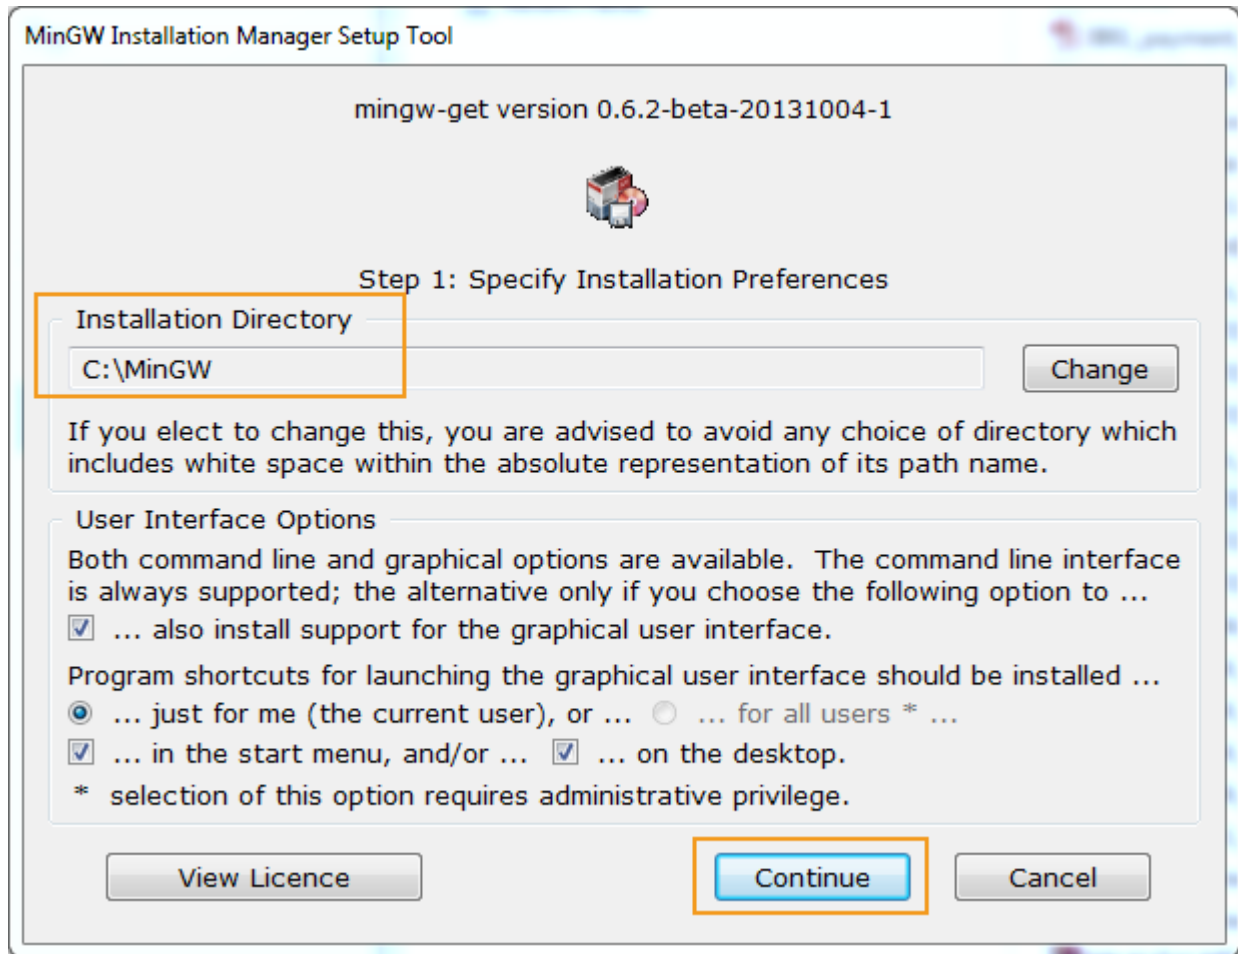 MinGW Installation Manager Setup Tool
mingw-get version 0.6.2-beta-20131004-1
Step 1: Specify Installation Preferences
Installation Directory
C:\MinGW
Change
If you elect to change this, you are advised to avoid any choice of directory which
includes white space within the absolute representation of its path name.
User Interface Options
Both command line and graphical options are available.  The command line interface
is always supported; the alternative only if you choose the following option to ...
... also install support for the graphical user interface.
Program shortcuts for launching the graphical user interface should be installed ...
... just for me (the current user), or ... ... for all users * ...
... in the start menu, and/or ... ... on the desktop.
* selection of this option requires administrative privilege.
View Licence Continue Cancel